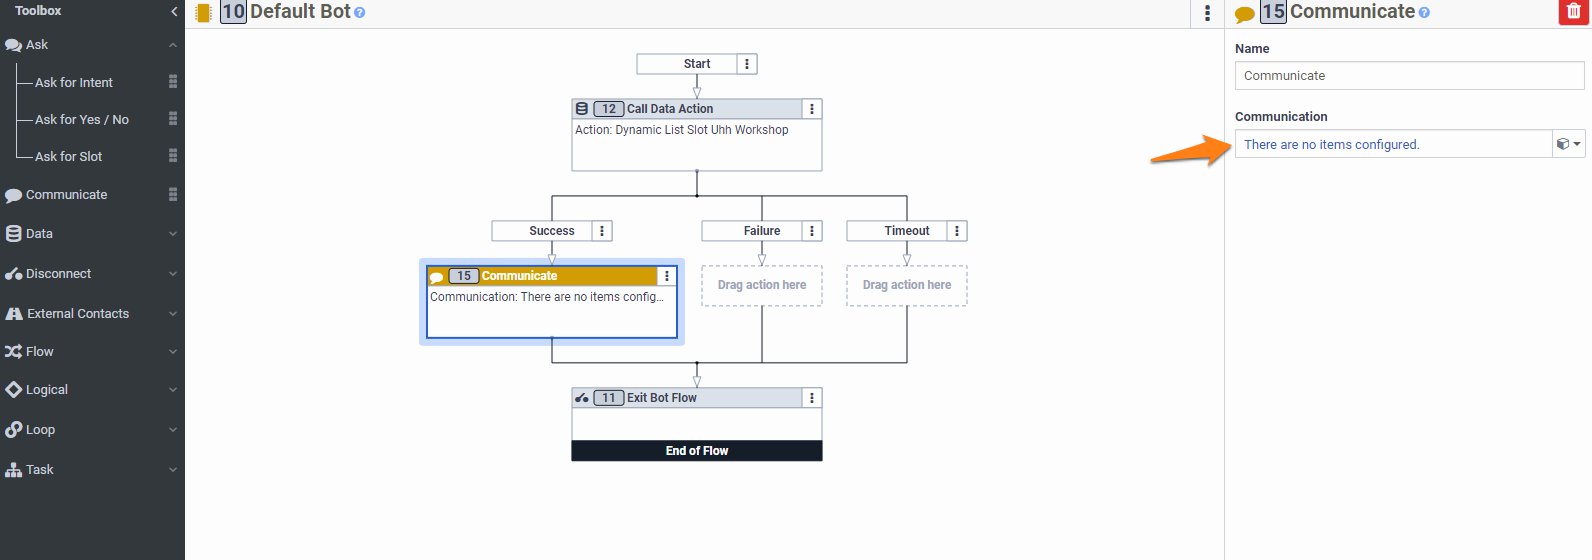 Toolbox
Ask
Ask for Intent
Ask for Yes / No
Ask for Slot
Communicate
Data
Disconnect
External Contacts
Flow
Logical
Loop
Task
10 Default Bot ?
Start
12 Call Data Action
Action: Dynamic List Slot Uhh Workshop
Success
Failure
Timeout
15 Communicate
Communication: There are no items config...
Drag action here
Drag action here
11 Exit Bot Flow
End of Flow
15 Communicate ?
Name
Communicate
Communication
There are no items configured.